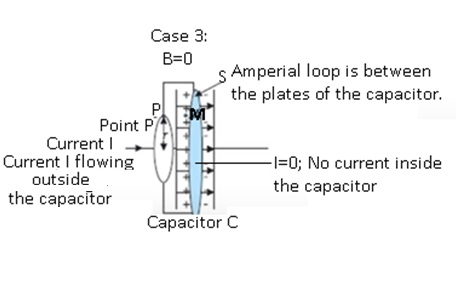 Case 3:
B=0
S
Amperial loop is between
the plates of the capacitor.
P
M
Point P
r
Current I
Current I flowing
outside
the capacitor
I=0; No current inside
the capacitor
Capacitor C